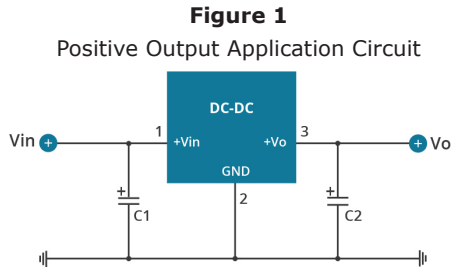 Figure 1
Positive Output Application Circuit
DC-DC
Vin + 1 +Vin +Vo 3 + Vo
GND
2
+ +
C1 C2